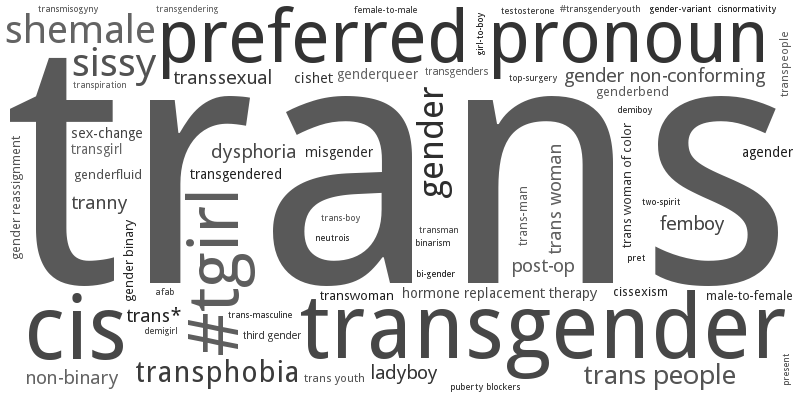 transmisogyny
transgendering
female-to-male
testosterone
#transgenderyouth
gender-variant
cisnormativity
shemale
preferred pronoun
girl-to-boy
sissy
transpiration
transsexual
cishet
genderqueer
transgenders
top-surgery
gender non-conforming
transpeople
genderbend
trans
demiboy
sex-change
transgirl
dysphoria
misgender
gender
agender
gender reassignment
genderfluid
transgendered
trans woman of color
trans woman
tranny
#tgirl
trans-boy
trans-man
two-spirit
femboy
gender binary
neutrois
transman
binarism
pret
bi-gender
post-op
afab
transwoman
hormone replacement therapy
cissexism
male-to-female
cis
trans*
trans-masculine
transgender
demigirl
third gender
present
non-binary
transphobia
trans youth
ladyboy
puberty blockers
trans people